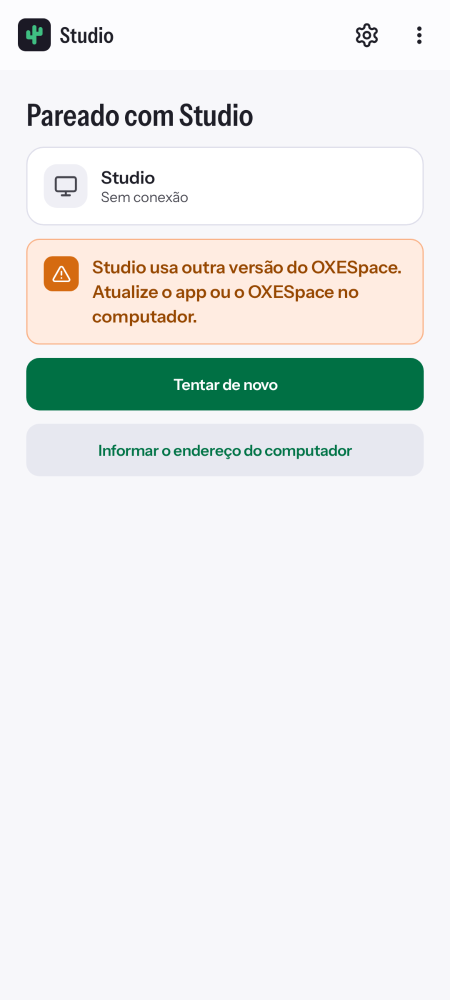 Studio
Pareado com Studio
Studio
Sem conexão
Studio usa outra versão do OXESpace.
Atualize o app ou o OXESpace no
computador.
Tentar de novo
Informar o endereço do computador